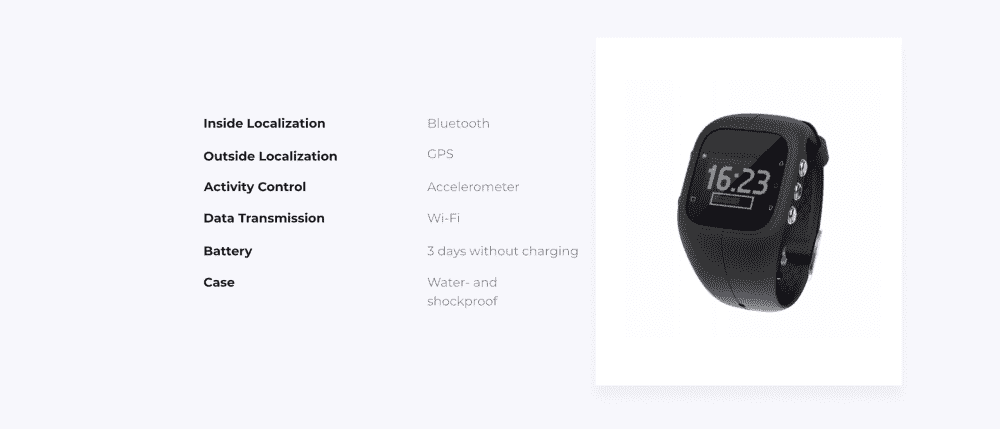 Inside Localization Bluetooth
Outside Localization GPS
Activity Control Accelerometer
Data Transmission Wi-Fi
Battery 3 days without charging
Case Water- and
shockproof
16:23